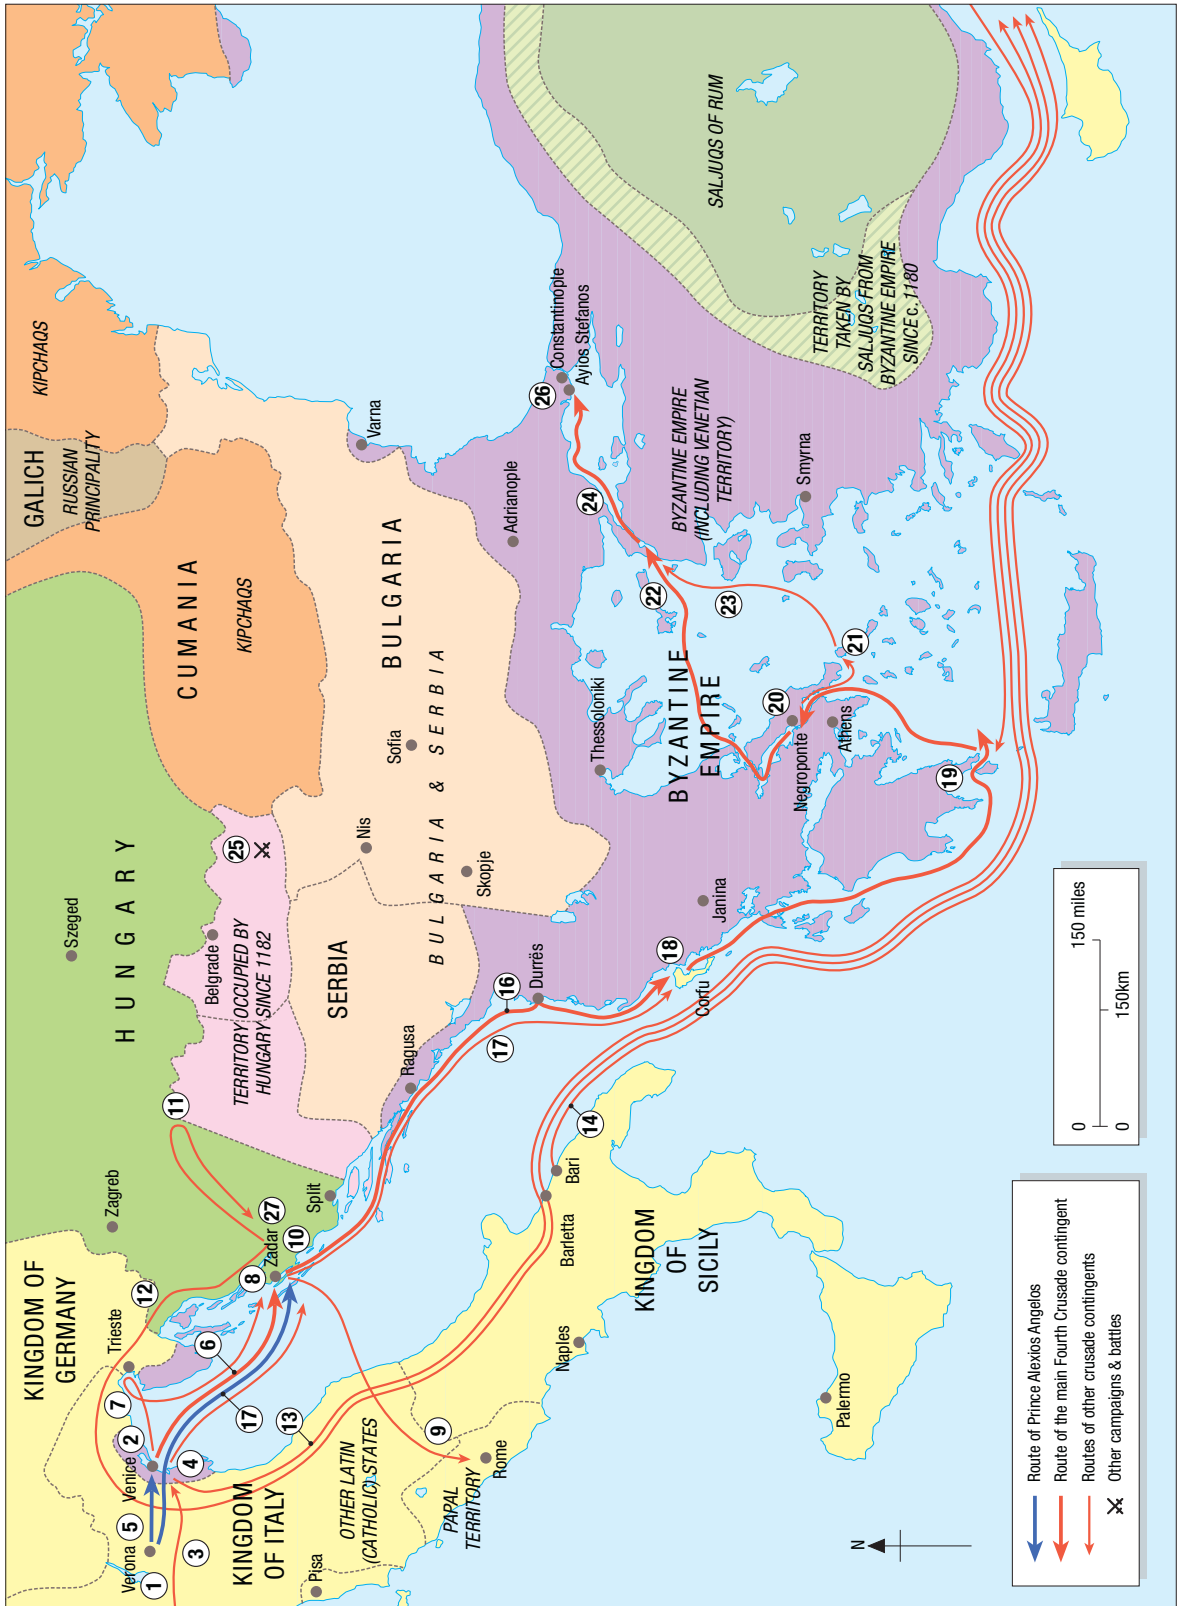 KINGDOM OF
GERMANY
HUNGARY
GALICH
RUSSIAN
PRINCIPALITY
KIPCHAQS
CUMANIA
KIPCHAQS
Szeged
Zagreb
Trieste
12
11
7
2
Venice
Verona
5
1
3
4
6
17
8
Zadar
10
27
Split
TERRITORY OCCUPIED BY
HUNGARY SINCE 1182
Belgrade
25
SERBIA
Nis
Skopje
Sofia
BULGARIA
BULGARIA & SERBIA
Varna
Ragusa
KINGDOM
OF ITALY
13
OTHER LATIN
(CATHOLIC) STATES
PAPAL
TERRITORY
9
Rome
Pisa
Naples
Barletta
Bari
14
KINGDOM
OF
SICILY
Palermo
16
17
Durrës
18
Corfu
Janina
Thessoloniki
BYZANTINE
EMPIRE
Adrianople
26
Constantinople
Ayios Stefanos
24
22
23
BYZANTINE EMPIRE
(INCLUDING VENETIAN
TERRITORY)
Smyrna
21
20
Negroponte
Athens
19
SALJUQS OF RUM
TERRITORY
TAKEN BY
SALJUQS FROM
BYZANTINE EMPIRE
SINCE c.1180
N
Route of Prince Alexios Angelos
Route of the main Fourth Crusade contingent
Routes of other crusade contingents
Other campaigns & battles
0 150 miles
0 150km